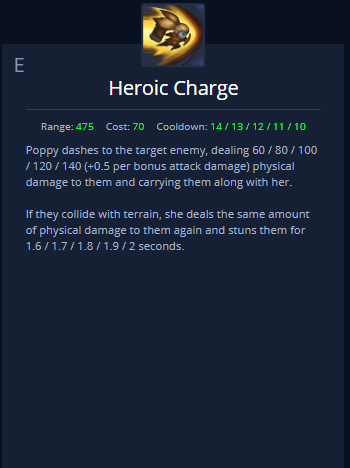 E
Heroic Charge
Range: 475 Cost: 70 Cooldown: 14 / 13 / 12 / 11 / 10
Poppy dashes to the target enemy, dealing 60 / 80 / 100
/ 120 / 140 (+0.5 per bonus attack damage) physical
damage to them and carrying them along with her.
If they collide with terrain, she deals the same amount
of physical damage to them again and stuns them for
1.6 / 1.7 / 1.8 / 1.9 / 2 seconds.